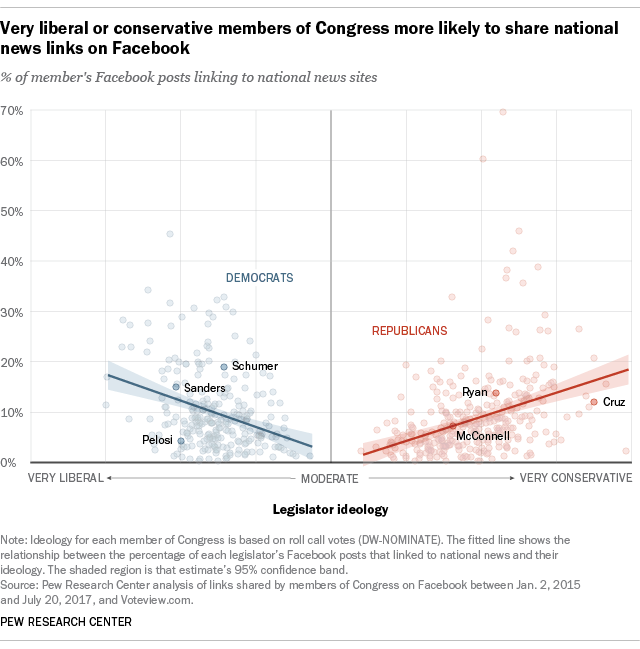 Very liberal or conservative members of Congress more likely to share national
news links on Facebook
% of member's Facebook posts linking to national news sites
70%
60%
50%
40%
30%
20%
10%
0%
DEMOCRATS
REPUBLICANS
Schumer
Sanders
Pelosi
Ryan
Cruz
McConnell
VERY LIBERAL
MODERATE
VERY CONSERVATIVE
Legislator ideology
Note: Ideology for each member of Congress is based on roll call votes (DW-NOMINATE). The fitted line shows the
relationship between the percentage of each legislator's Facebook posts that linked to national news and their
ideology. The shaded region is that estimate's 95% confidence band.
Source: Pew Research Center analysis of links shared by members of Congress on Facebook between Jan. 2, 2015
and July 20, 2017, and Voteview.com.
PEW RESEARCH CENTER